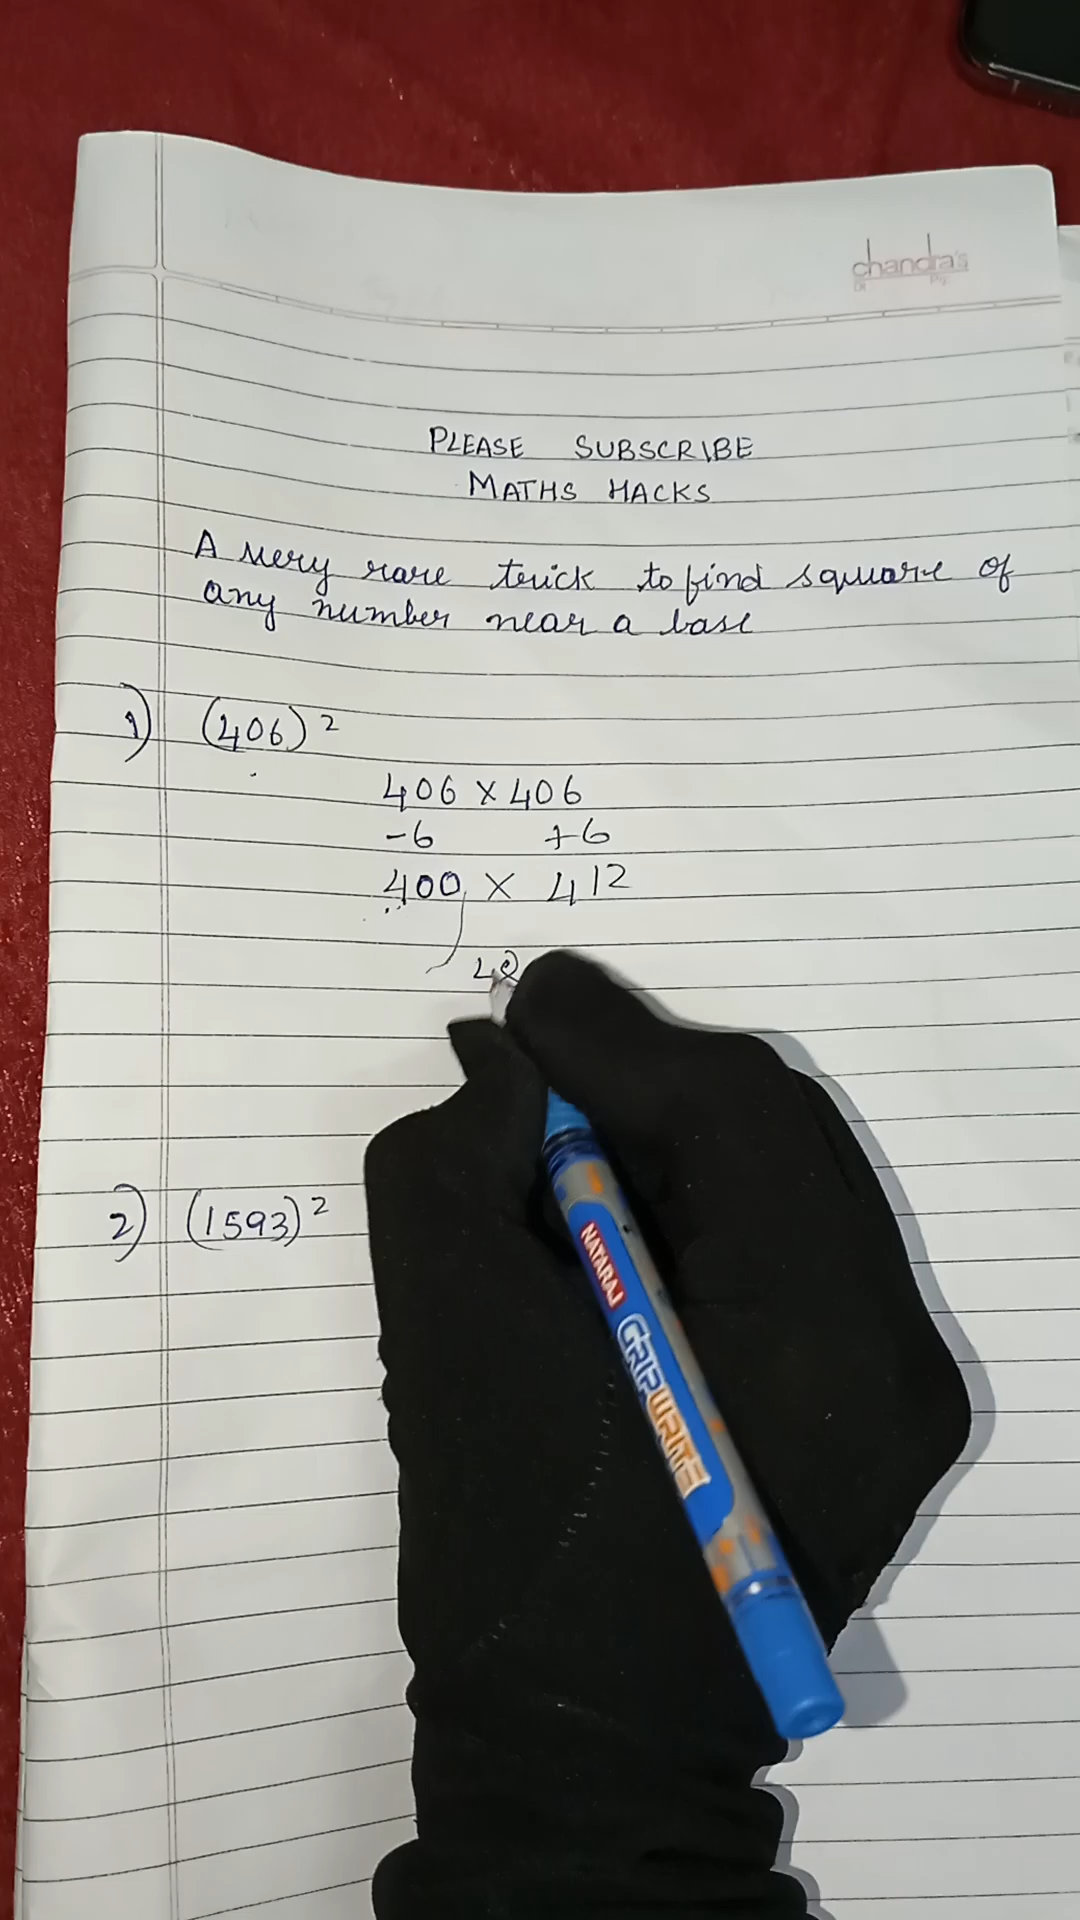 chandra's
PLEASE SUBSCRIBE
MATHS HACKS
A very rare trick to find square of
any number near a base
1) (406)²
406 × 406
-6 +6
400 × 412
48
2) (1593)²
NATARAJ
GRIPWRITE